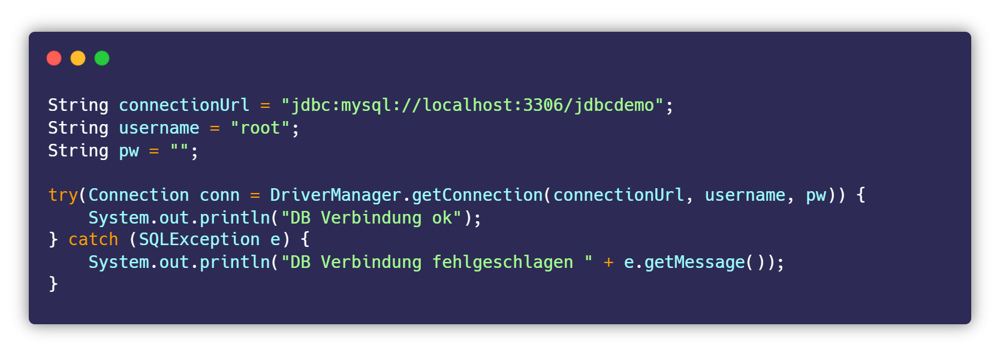 String connectionUrl = "jdbc:mysql://localhost:3306/jdbcdemo";
String username = "root";
String pw = "";

try(Connection conn = DriverManager.getConnection(connectionUrl, username, pw)) {
    System.out.println("DB Verbindung ok");
} catch (SQLException e) {
    System.out.println("DB Verbindung fehlgeschlagen " + e.getMessage());
}